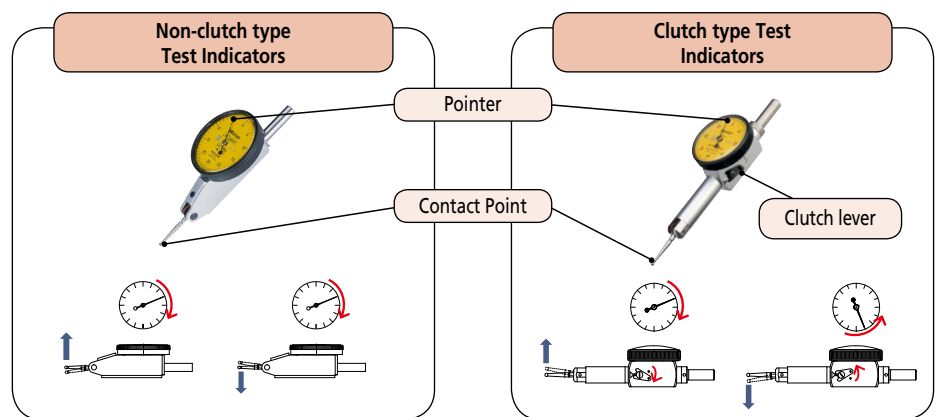 Non-clutch type
Test Indicators
Clutch type Test
Indicators
Pointer
Contact Point
Clutch lever